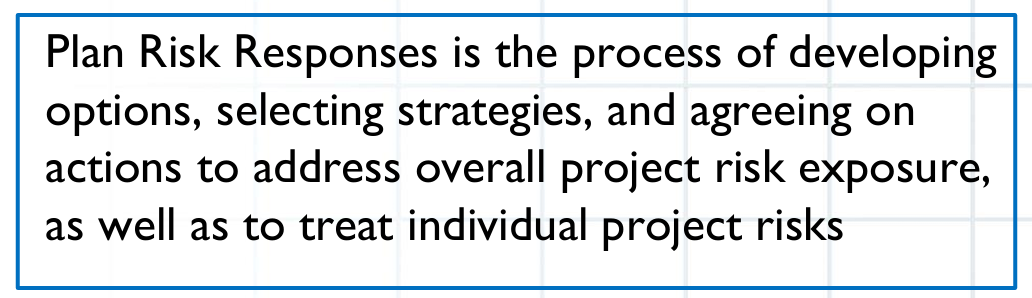 Plan Risk Responses is the process of developing
options, selecting strategies, and agreeing on
actions to address overall project risk exposure,
as well as to treat individual project risks